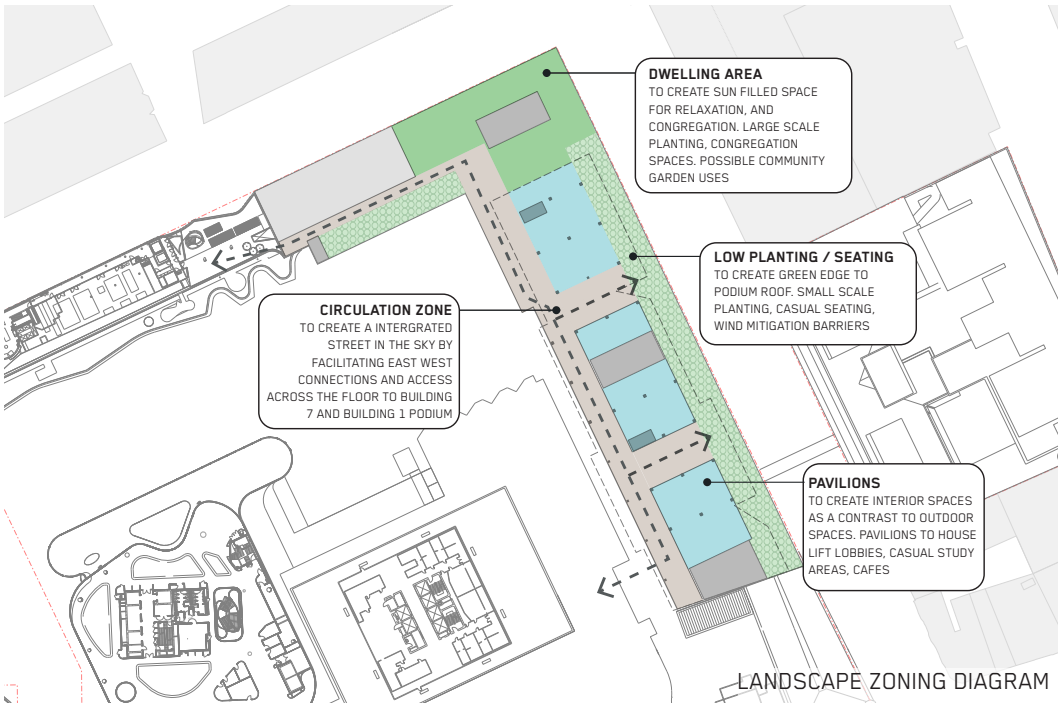 DWELLING AREA
TO CREATE SUN FILLED SPACE
FOR RELAXATION, AND
CONGREGATION. LARGE SCALE
PLANTING, CONGREGATION
SPACES. POSSIBLE COMMUNITY
GARDEN USES
LOW PLANTING / SEATING
TO CREATE GREEN EDGE TO
PODIUM ROOF. SMALL SCALE
PLANTING, CASUAL SEATING,
WIND MITIGATION BARRIERS
CIRCULATION ZONE
TO CREATE A INTERGRATED
STREET IN THE SKY BY
FACILITATING EAST WEST
CONNECTIONS AND ACCESS
ACROSS THE FLOOR TO BUILDING
7 AND BUILDING 1 PODIUM
PAVILIONS
TO CREATE INTERIOR SPACES
AS A CONTRAST TO OUTDOOR
SPACES. PAVILIONS TO HOUSE
LIFT LOBBIES, CASUAL STUDY
AREAS, CAFES
LANDSCAPE ZONING DIAGRAM